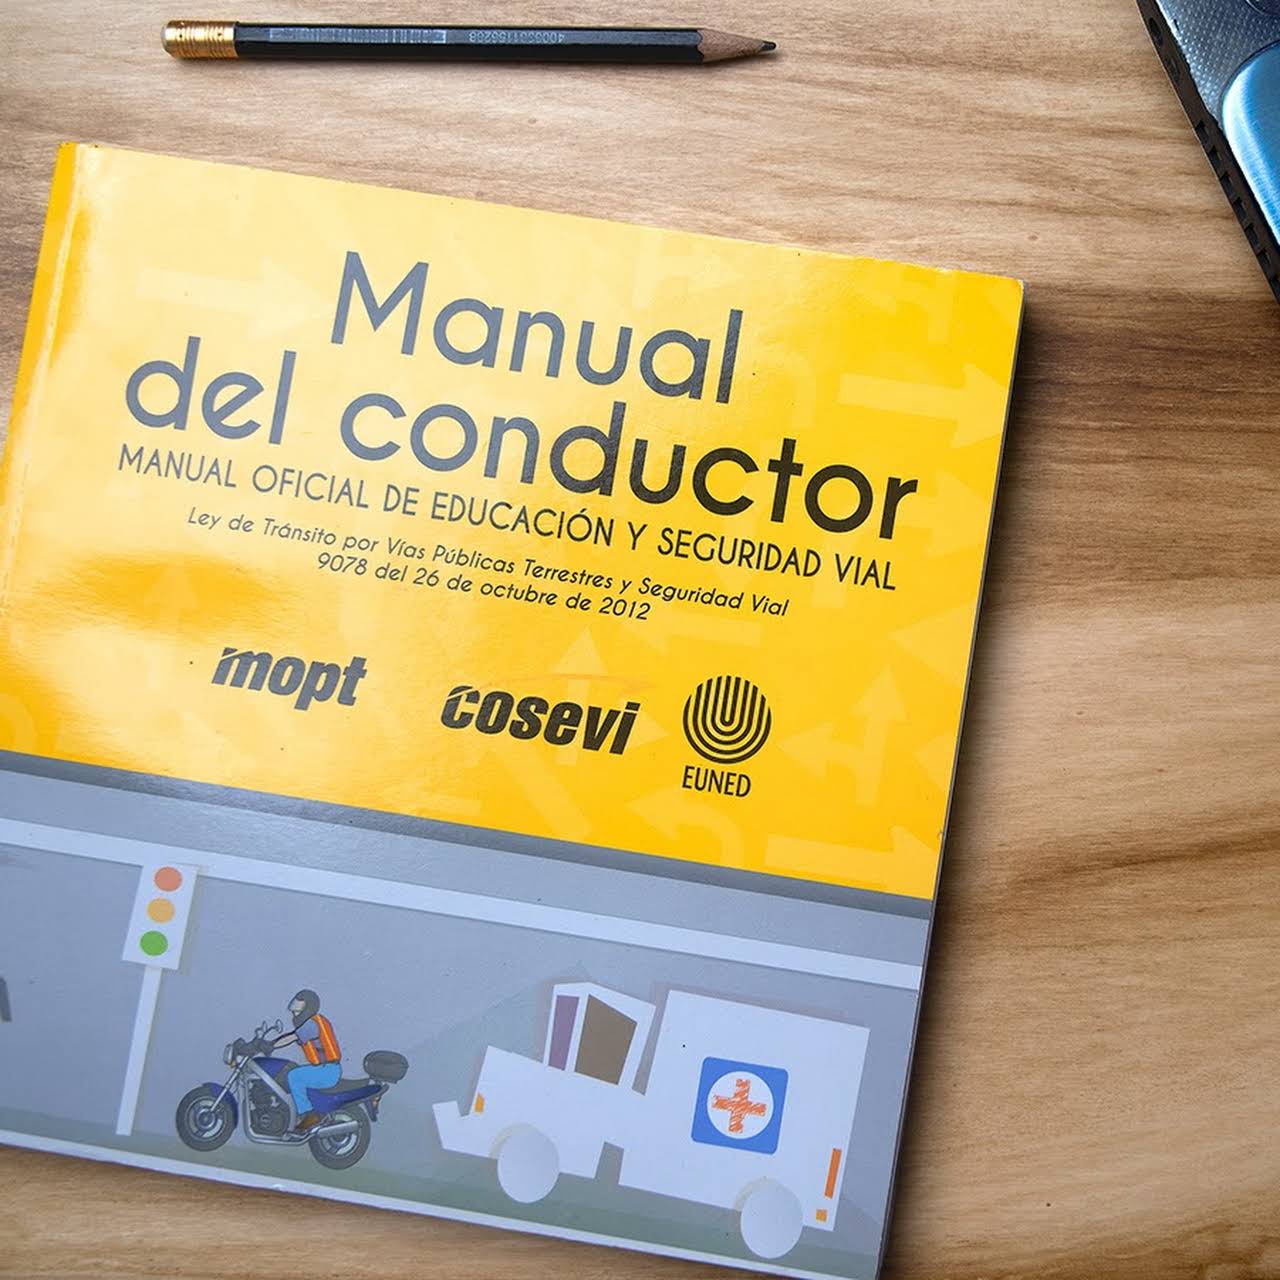 Manual
del conductor
MANUAL OFICIAL DE EDUCACIÓN Y SEGURIDAD VIAL
Ley de Tránsito por Vías Públicas Terrestres y Seguridad Vial
9078 del 26 de octubre de 2012
mopt
cosevi
EUNED